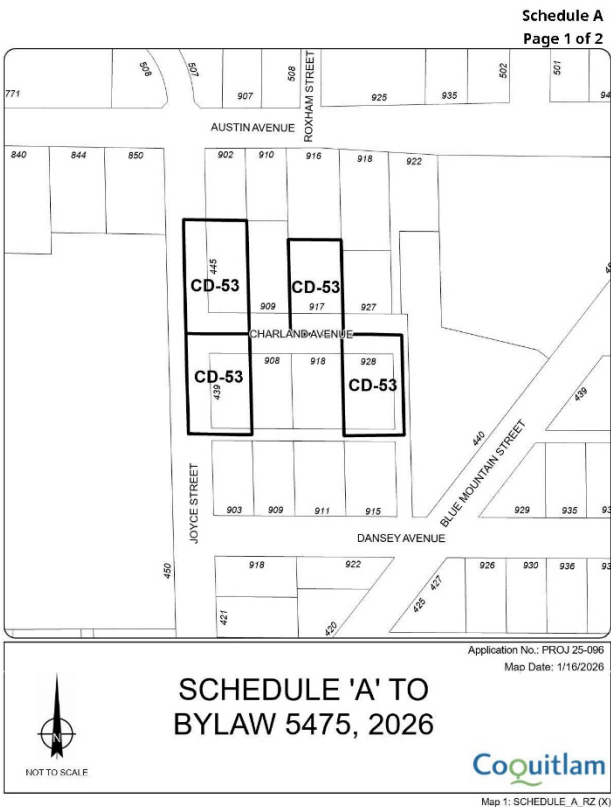 Schedule A
Page 1 of 2
508
507
508
502
501
771
907
925
935
94
AUSTIN AVENUE
ROXHAM STREET
840
844
850
902
910
916
918
922
445
CD-53
CD-53
909
917
927
CHARLAND AVENUE
908
918
928
CD-53
439
CD-53
439
440
BLUE MOUNTAIN STREET
JOYCE STREET
903
909
911
915
929
935
93
DANSEY AVENUE
450
918
922
926
930
936
93
427
425
421
420
Application No.: PROJ 25-096
Map Date: 1/16/2026
SCHEDULE 'A' TO
BYLAW 5475, 2026
N
NOT TO SCALE
Coquitlam
Map 1: SCHEDULE_A_RZ (X)